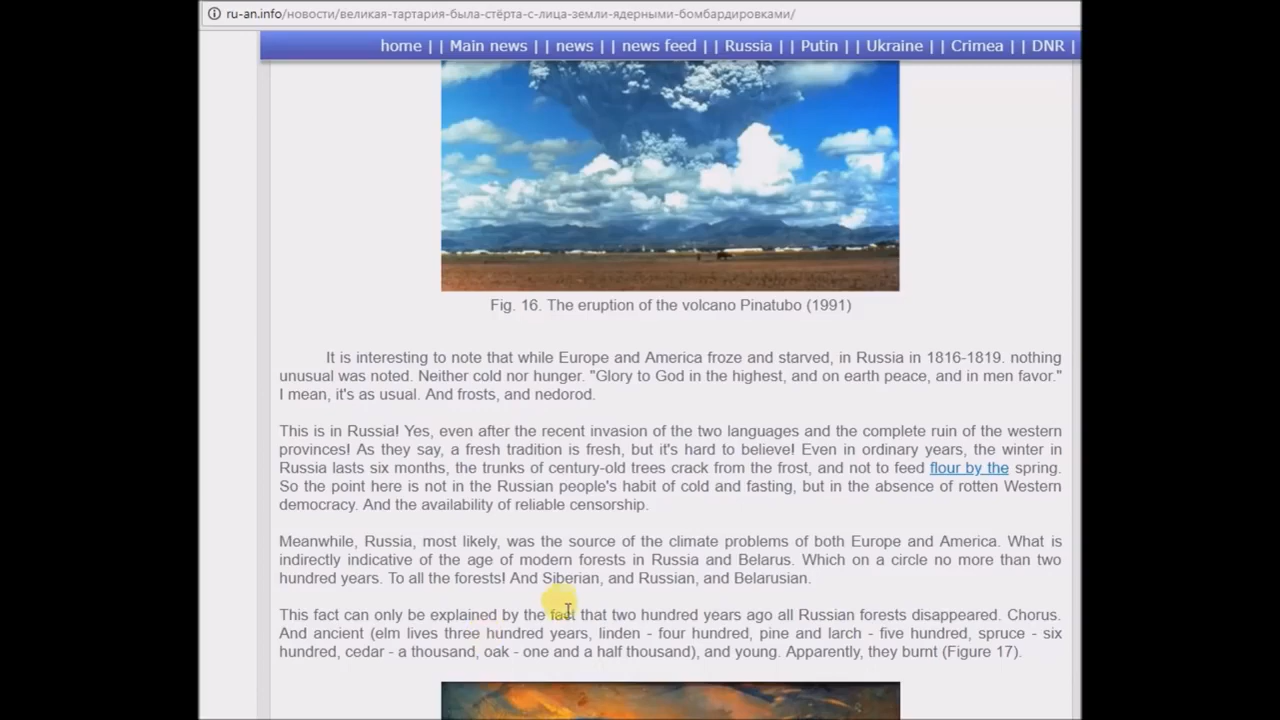 ru-an.info/новости/великая-тартария-была-стёрта-с-лица-земли-ядерными-бомбардировками/
home | | Main news | | news | | news feed | | Russia | | Putin | | Ukraine | | Crimea | | DNR |
Fig. 16. The eruption of the volcano Pinatubo (1991)
It is interesting to note that while Europe and America froze and starved, in Russia in 1816-1819. nothing
unusual was noted. Neither cold nor hunger. "Glory to God in the highest, and on earth peace, and in men favor."
I mean, it's as usual. And frosts, and nedorod.
This is in Russia! Yes, even after the recent invasion of the two languages and the complete ruin of the western
provinces! As they say, a fresh tradition is fresh, but it's hard to believe! Even in ordinary years, the winter in
Russia lasts six months, the trunks of century-old trees crack from the frost, and not to feed flour by the spring.
So the point here is not in the Russian people's habit of cold and fasting, but in the absence of rotten Western
democracy. And the availability of reliable censorship.
Meanwhile, Russia, most likely, was the source of the climate problems of both Europe and America. What is
indirectly indicative of the age of modern forests in Russia and Belarus. Which on a circle no more than two
hundred years. To all the forests! And Siberian, and Russian, and Belarusian.
This fact can only be explained by the fact that two hundred years ago all Russian forests disappeared. Chorus.
And ancient (elm lives three hundred years, linden - four hundred, pine and larch - five hundred, spruce - six
hundred, cedar - a thousand, oak - one and a half thousand), and young. Apparently, they burnt (Figure 17).